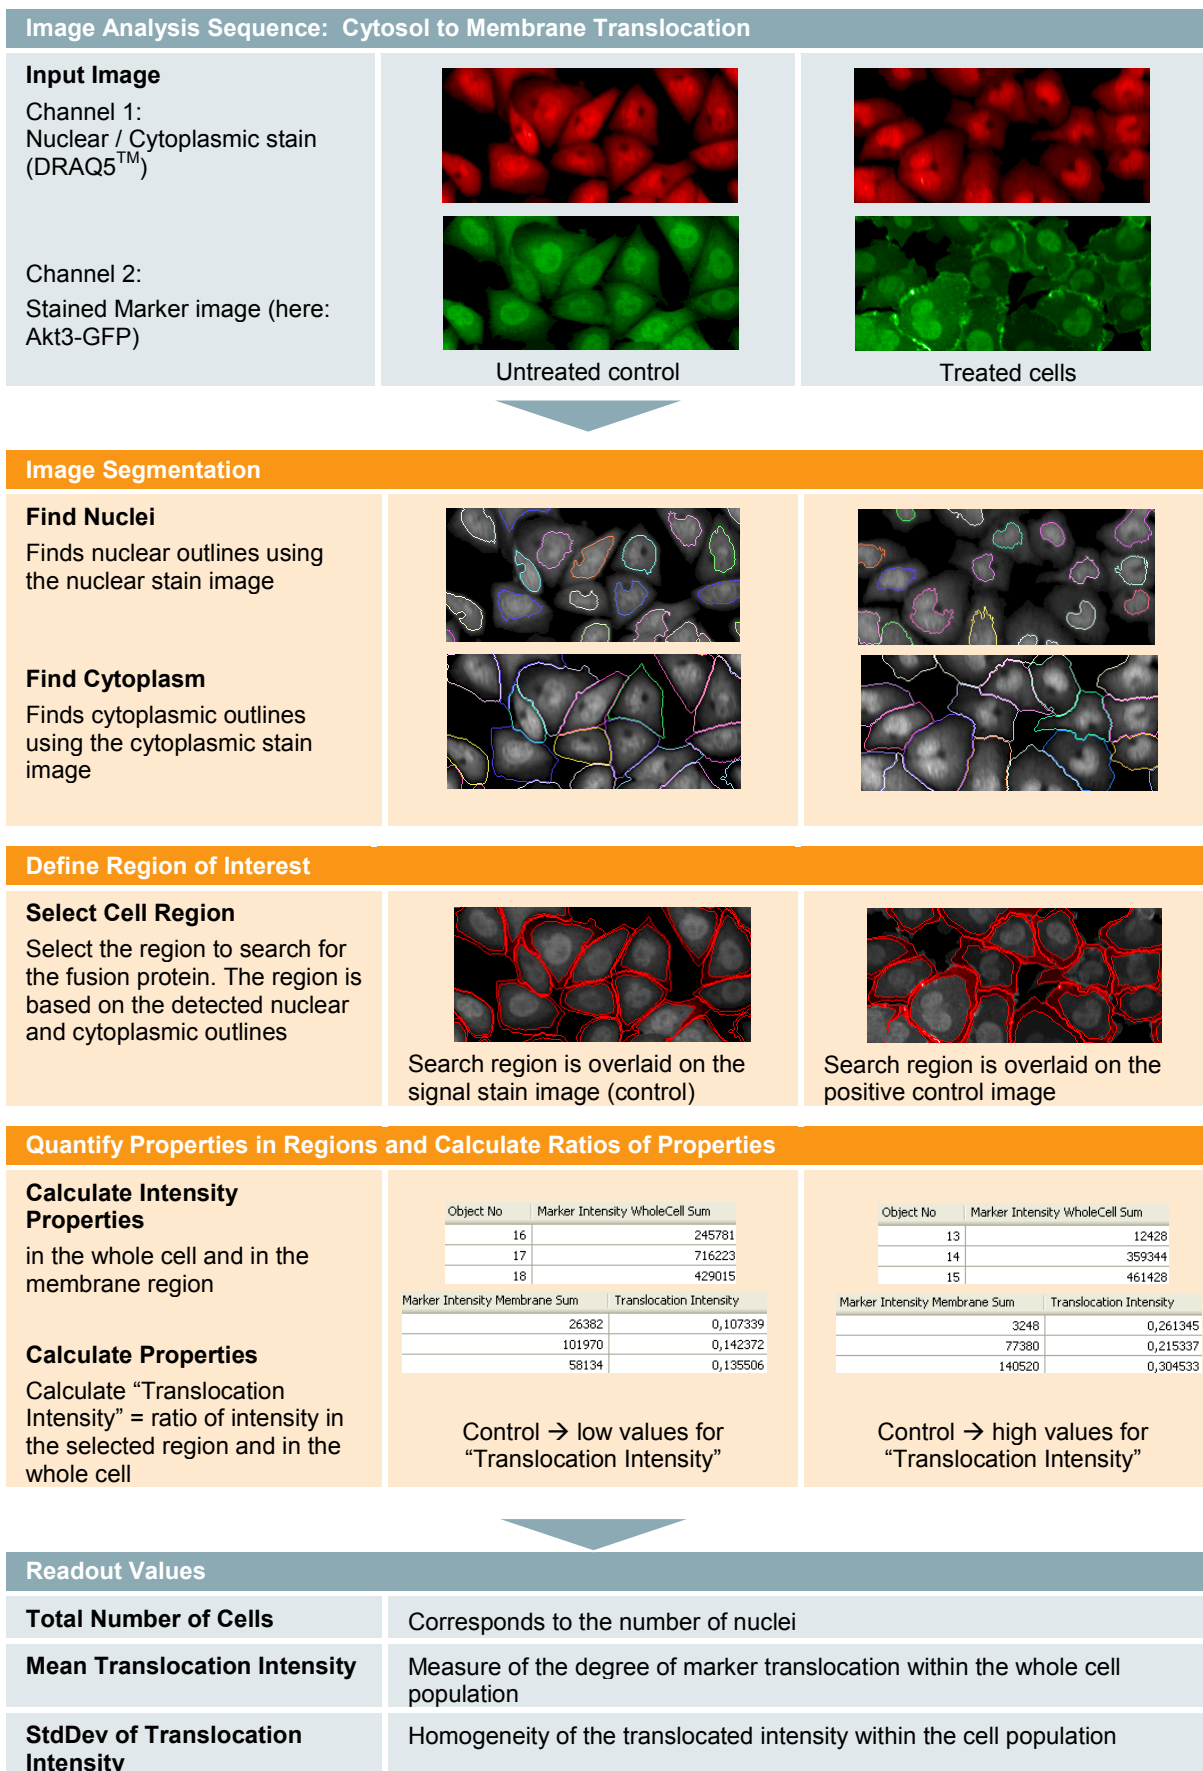 Image Analysis Sequence:  Cytosol to Membrane Translocation
Input Image
Channel 1:
Nuclear / Cytoplasmic stain
(DRAQ5TM)
Channel 2:
Stained Marker image (here:
Akt3-GFP)
Untreated control
Treated cells
Image Segmentation
Find Nuclei
Finds nuclear outlines using
the nuclear stain image
Find Cytoplasm
Finds cytoplasmic outlines
using the cytoplasmic stain
image
Define Region of Interest
Select Cell Region
Select the region to search for
the fusion protein. The region is
based on the detected nuclear
and cytoplasmic outlines
Search region is overlaid on the
signal stain image (control)
Search region is overlaid on the
positive control image
Quantify Properties in Regions and Calculate Ratios of Properties
Calculate Intensity
Properties
in the whole cell and in the
membrane region
Calculate Properties
Calculate “Translocation
Intensity” = ratio of intensity in
the selected region and in the
whole cell
Object No Marker Intensity WholeCell Sum
16 245781
17 716223
18 429015
Marker Intensity Membrane Sum Translocation Intensity
26382 0,107339
101970 0,142372
58134 0,135506
Control → low values for
“Translocation Intensity”
Object No Marker Intensity WholeCell Sum
13 12428
14 359344
15 461428
Marker Intensity Membrane Sum Translocation Intensity
3248 0,261345
77380 0,215337
140520 0,304533
Control → high values for
“Translocation Intensity”
Readout Values
Total Number of Cells Corresponds to the number of nuclei
Mean Translocation Intensity Measure of the degree of marker translocation within the whole cell
population
StdDev of Translocation Homogeneity of the translocated intensity within the cell population
Intensity